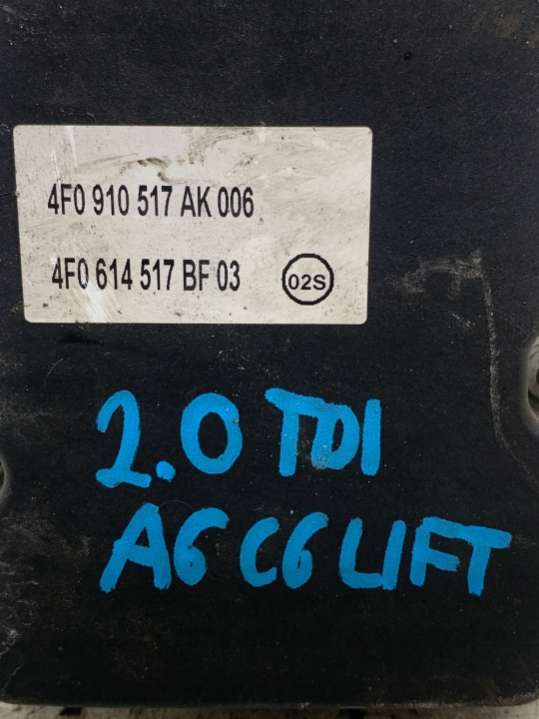 4F0 910 517 AK 006
4F0 614 517 BF 03 02S
2.0 TDI
A6 C6 LIFT